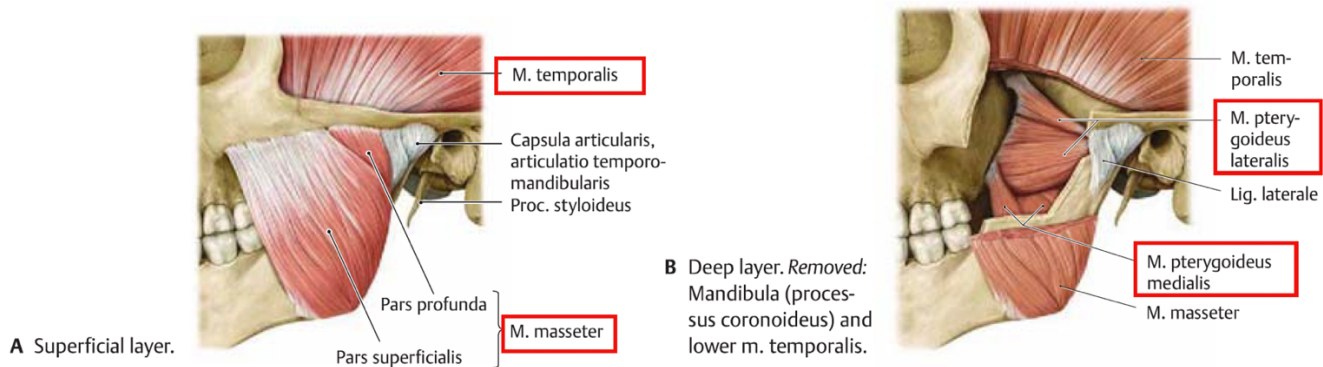 M. temporalis
Capsula articularis,
articulatio temporo-
mandibularis
Proc. styloideus
Pars profunda
M. masseter
Pars superficialis
A Superficial layer.
M. tem-
poralis
M. ptery-
goideus
lateralis
Lig. laterale
M. pterygoideus
medialis
M. masseter
B Deep layer. Removed:
Mandibula (proces-
sus coronoideus) and
lower m. temporalis.